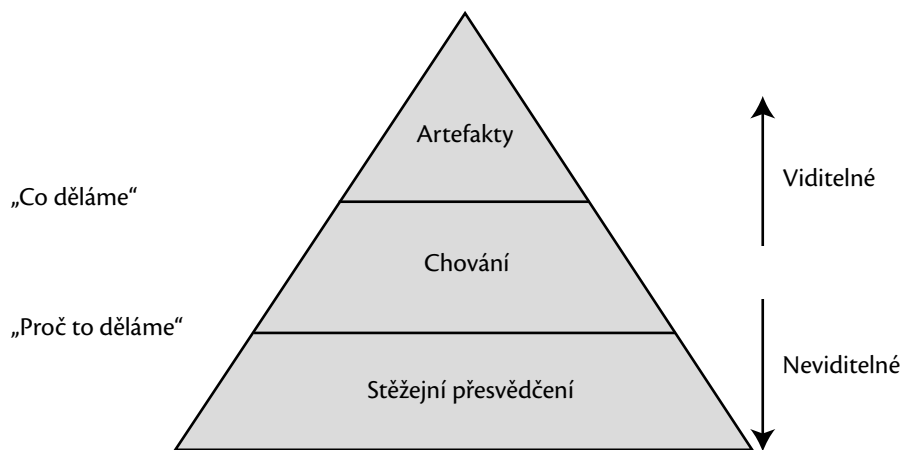 Artefakty
„Co děláme“
Viditelné
Chování
„Proč to děláme“
Neviditelné
Stěžejní přesvědčení